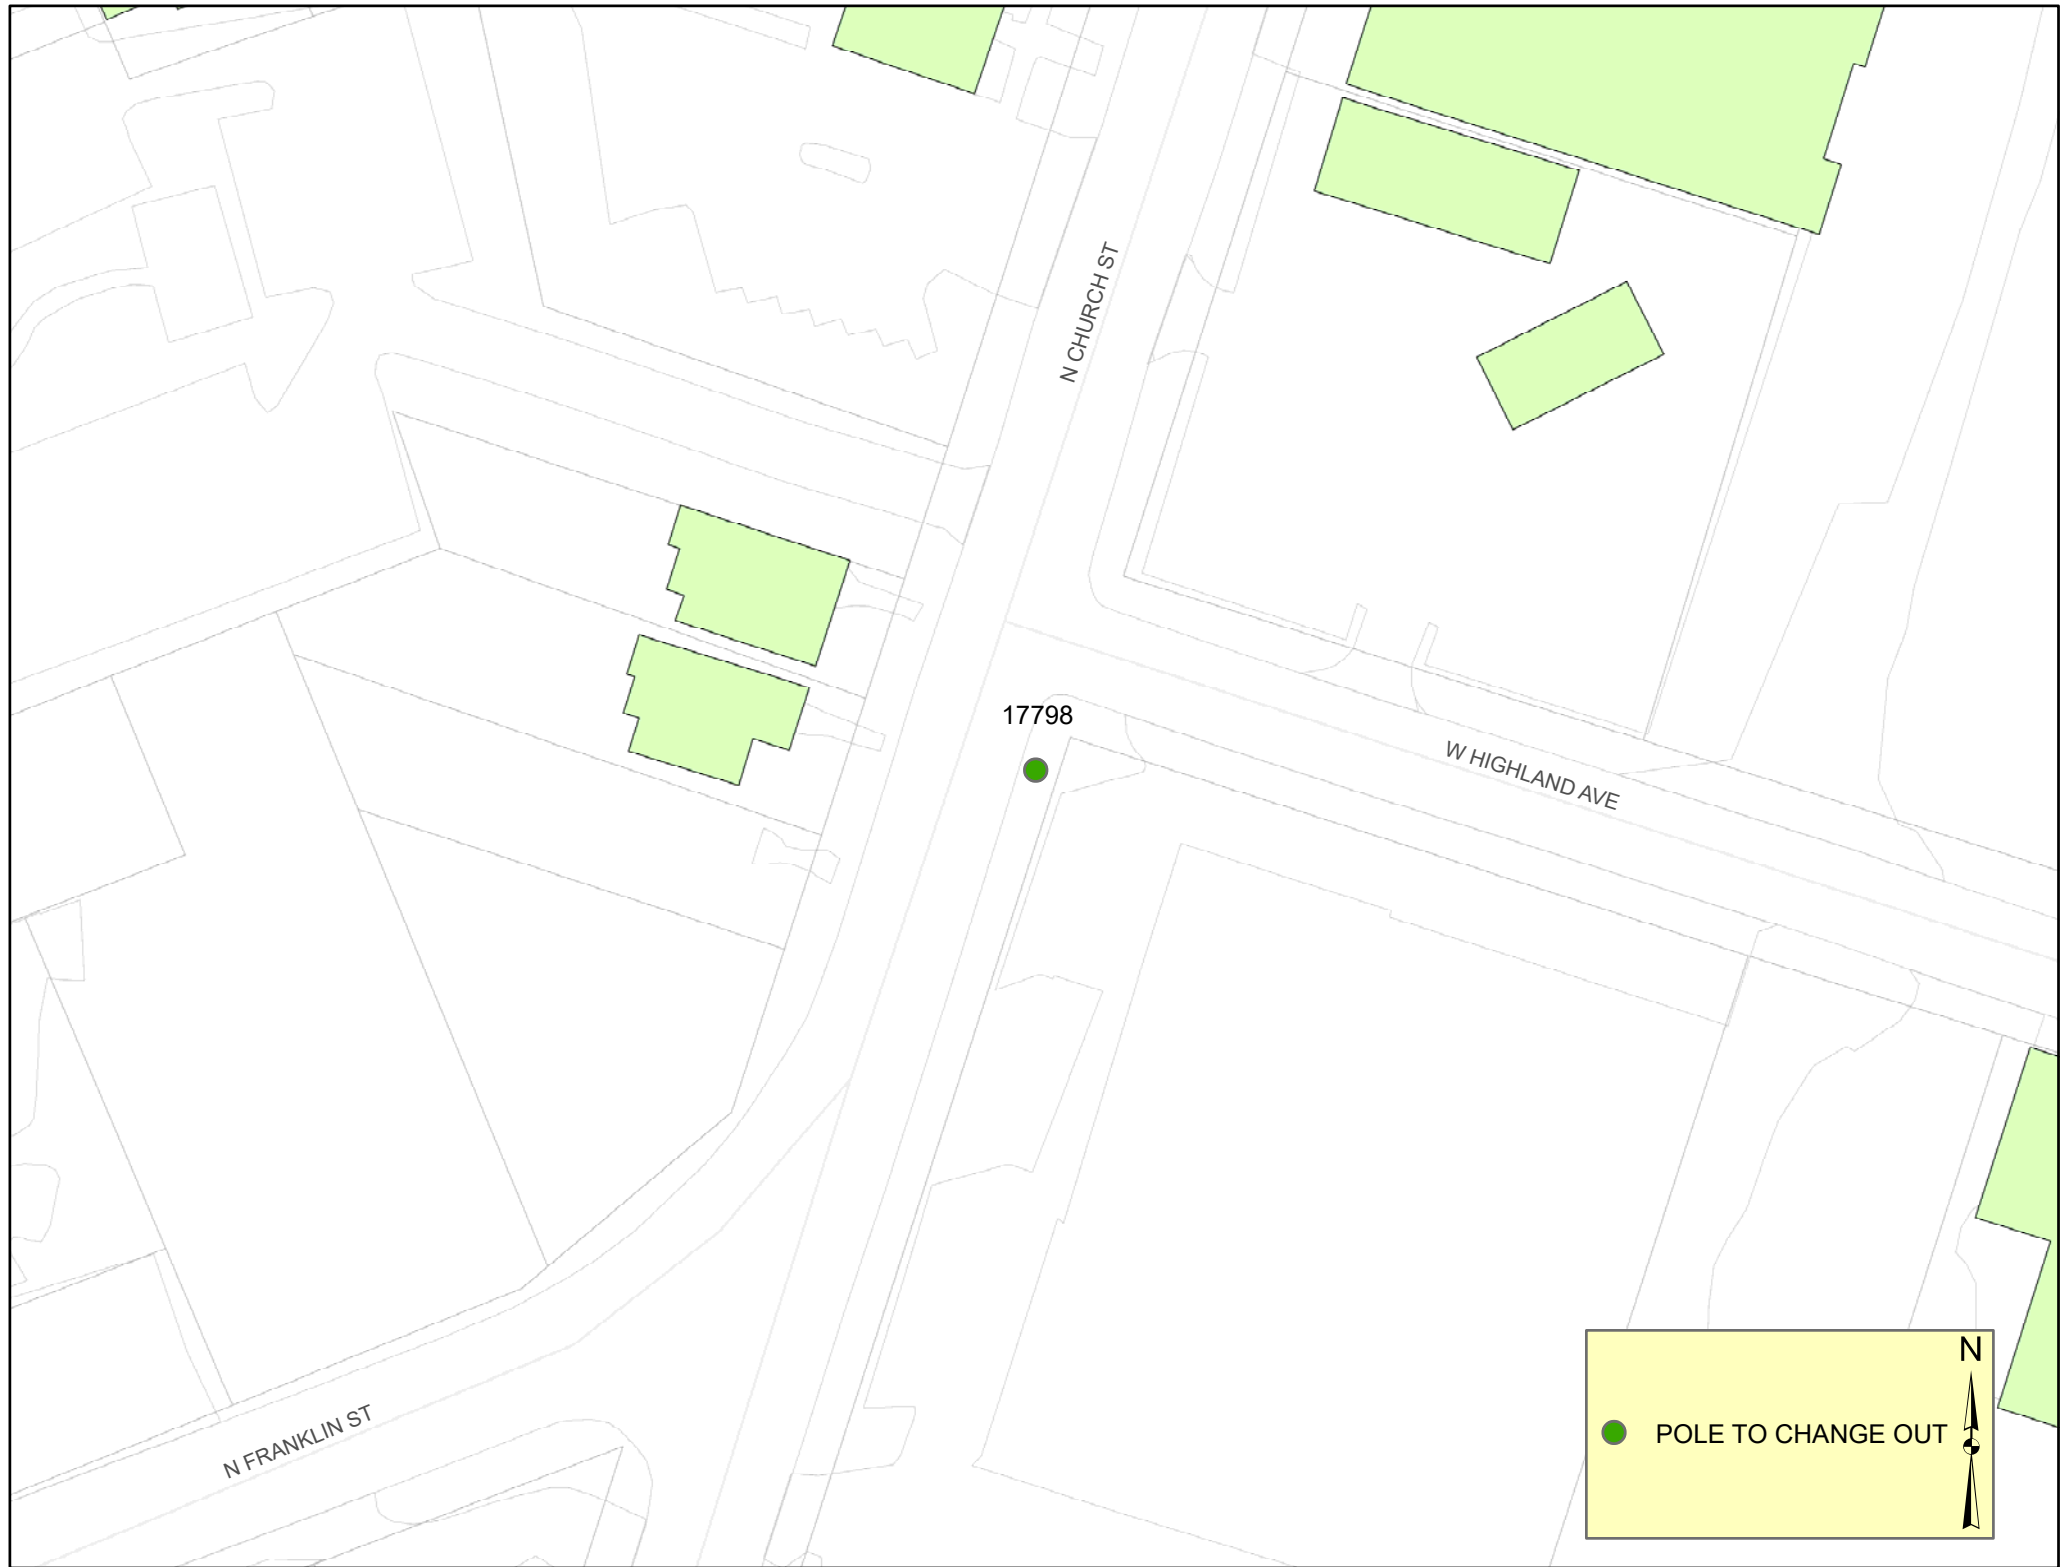 N CHURCH ST
17798
W HIGHLAND AVE
N FRANKLIN ST
N
POLE TO CHANGE OUT